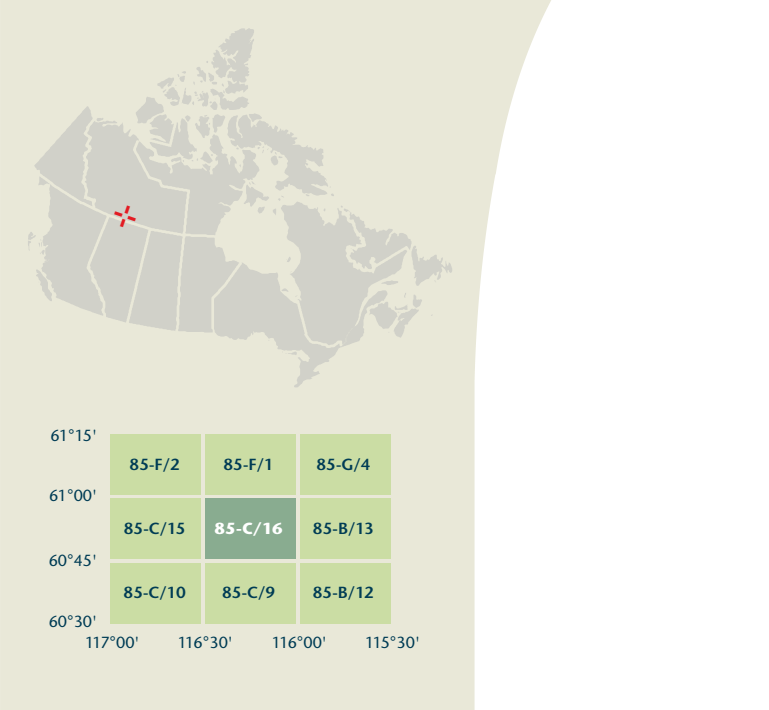 61°15'
85-F/2 85-F/1 85-G/4
61°00'
85-C/15 85-C/16 85-B/13
60°45'
85-C/10 85-C/9 85-B/12
60°30'
117°00' 116°30' 116°00' 115°30'